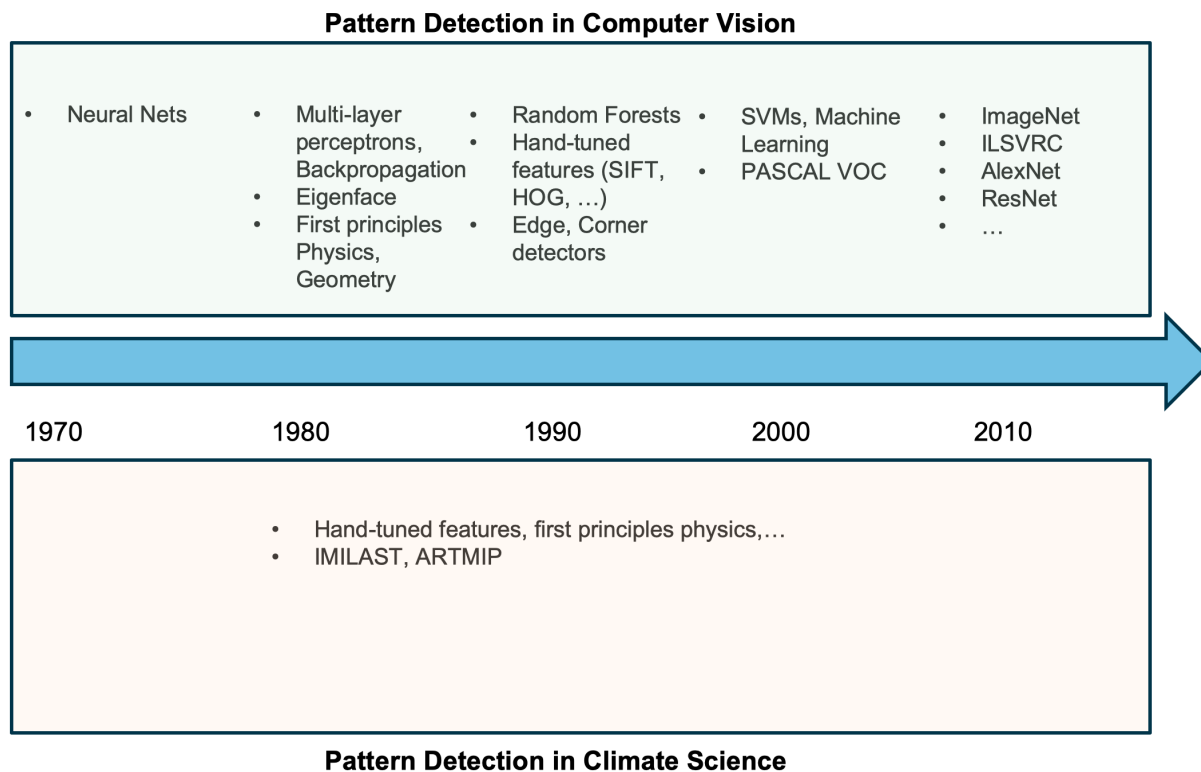 Pattern Detection in Computer Vision
• Neural Nets
• Multi-layer
perceptrons,
Backpropagation
• Eigenface
• First principles
Physics,
Geometry
• Random Forests
• Hand-tuned
features (SIFT,
HOG, …)
• Edge, Corner
detectors
• SVMs, Machine
Learning
• PASCAL VOC
• ImageNet
• ILSVRC
• AlexNet
• ResNet
• …
1970
1980
1990
2000
2010
• Hand-tuned features, first principles physics,…
• IMILAST, ARTMIP
Pattern Detection in Climate Science